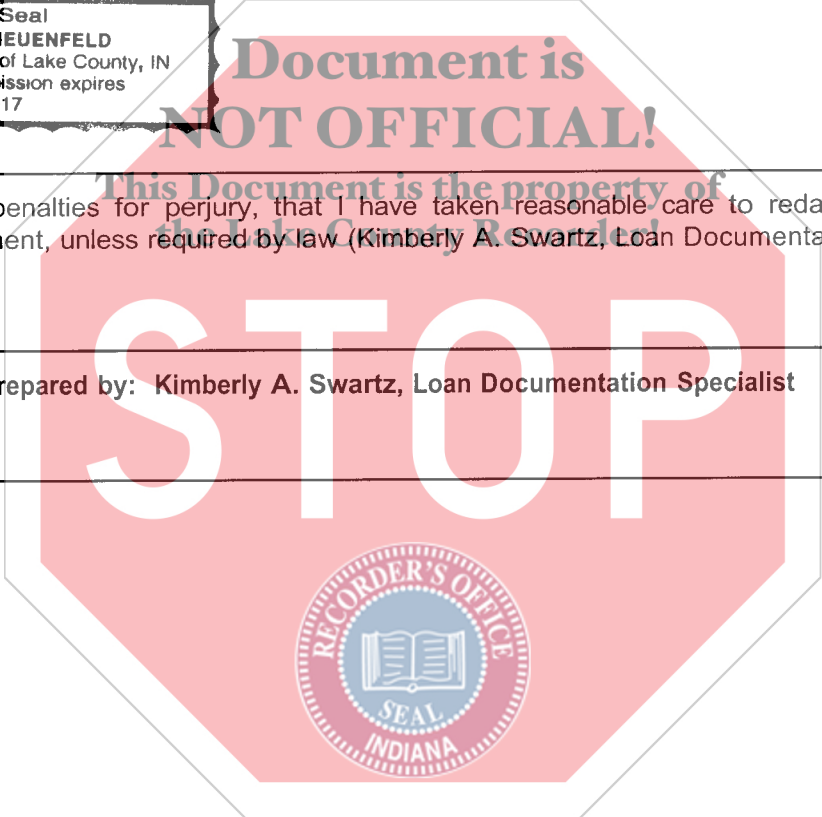 Seal
EUENFELD
of Lake County, IN
ission expires
17
Document is
NOT OFFICIAL!
This Document is the property of
the Lake County Recorder!
penalties for perjury, that I have taken reasonable care to reda
ent, unless required by law (Kimberly A. Swartz, Loan Documenta
STOP
repared by: Kimberly A. Swartz, Loan Documentation Specialist
RECORDER'S OFFICE
SEAL
INDIANA